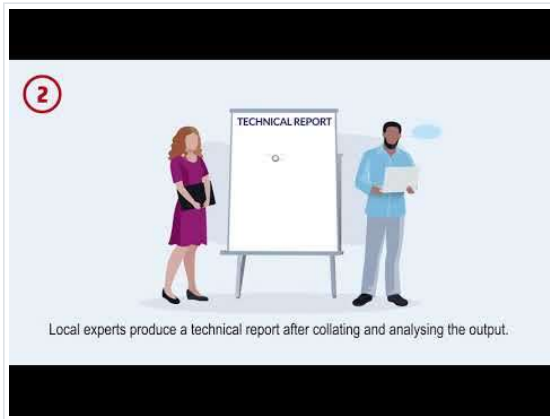 2
TECHNICAL REPORT
Local experts produce a technical report after collating and analysing the output.